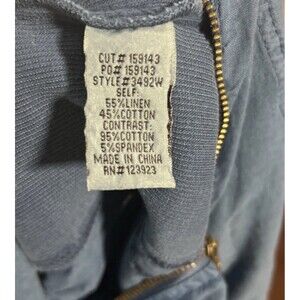 CUT# 159143
PO# 159143
STYLE# 3492W
SELF:
55%LINEN
45%COTTON
CONTRAST:
95%COTTON
5%SPANDEX
MADE IN CHINA
RN# 123923